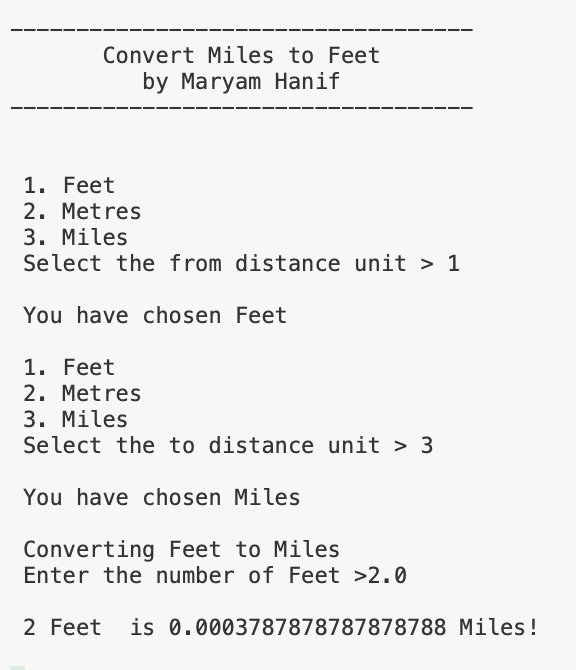 ------------------------------------
Convert Miles to Feet
by Maryam Hanif
------------------------------------
1. Feet
2. Metres
3. Miles
Select the from distance unit > 1
You have chosen Feet
1. Feet
2. Metres
3. Miles
Select the to distance unit > 3
You have chosen Miles
Converting Feet to Miles
Enter the number of Feet >2.0
2 Feet  is 0.0003787878787878788 Miles!